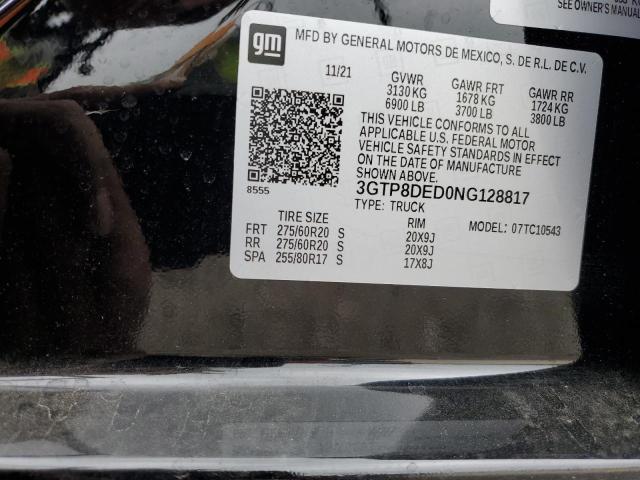 SEE OWNER'S MANUAL
gm
MFD BY GENERAL MOTORS DE MEXICO, S. DE R.L. DE C.V.
11/21 GVWR GAWR FRT GAWR RR
3130 KG 1678 KG 1724 KG
6900 LB 3700 LB 3800 LB
THIS VEHICLE CONFORMS TO ALL
APPLICABLE U.S. FEDERAL MOTOR
VEHICLE SAFETY STANDARDS IN EFFECT
ON THE DATE OF MANUFACTURE
SHOWN ABOVE.
8555 3GTP8DED0NG128817
TYPE: TRUCK
TIRE SIZE RIM MODEL: 07TC10543
FRT 275/60R20 S 20X9J
RR 275/60R20 S 20X9J
SPA 255/80R17 S 17X8J